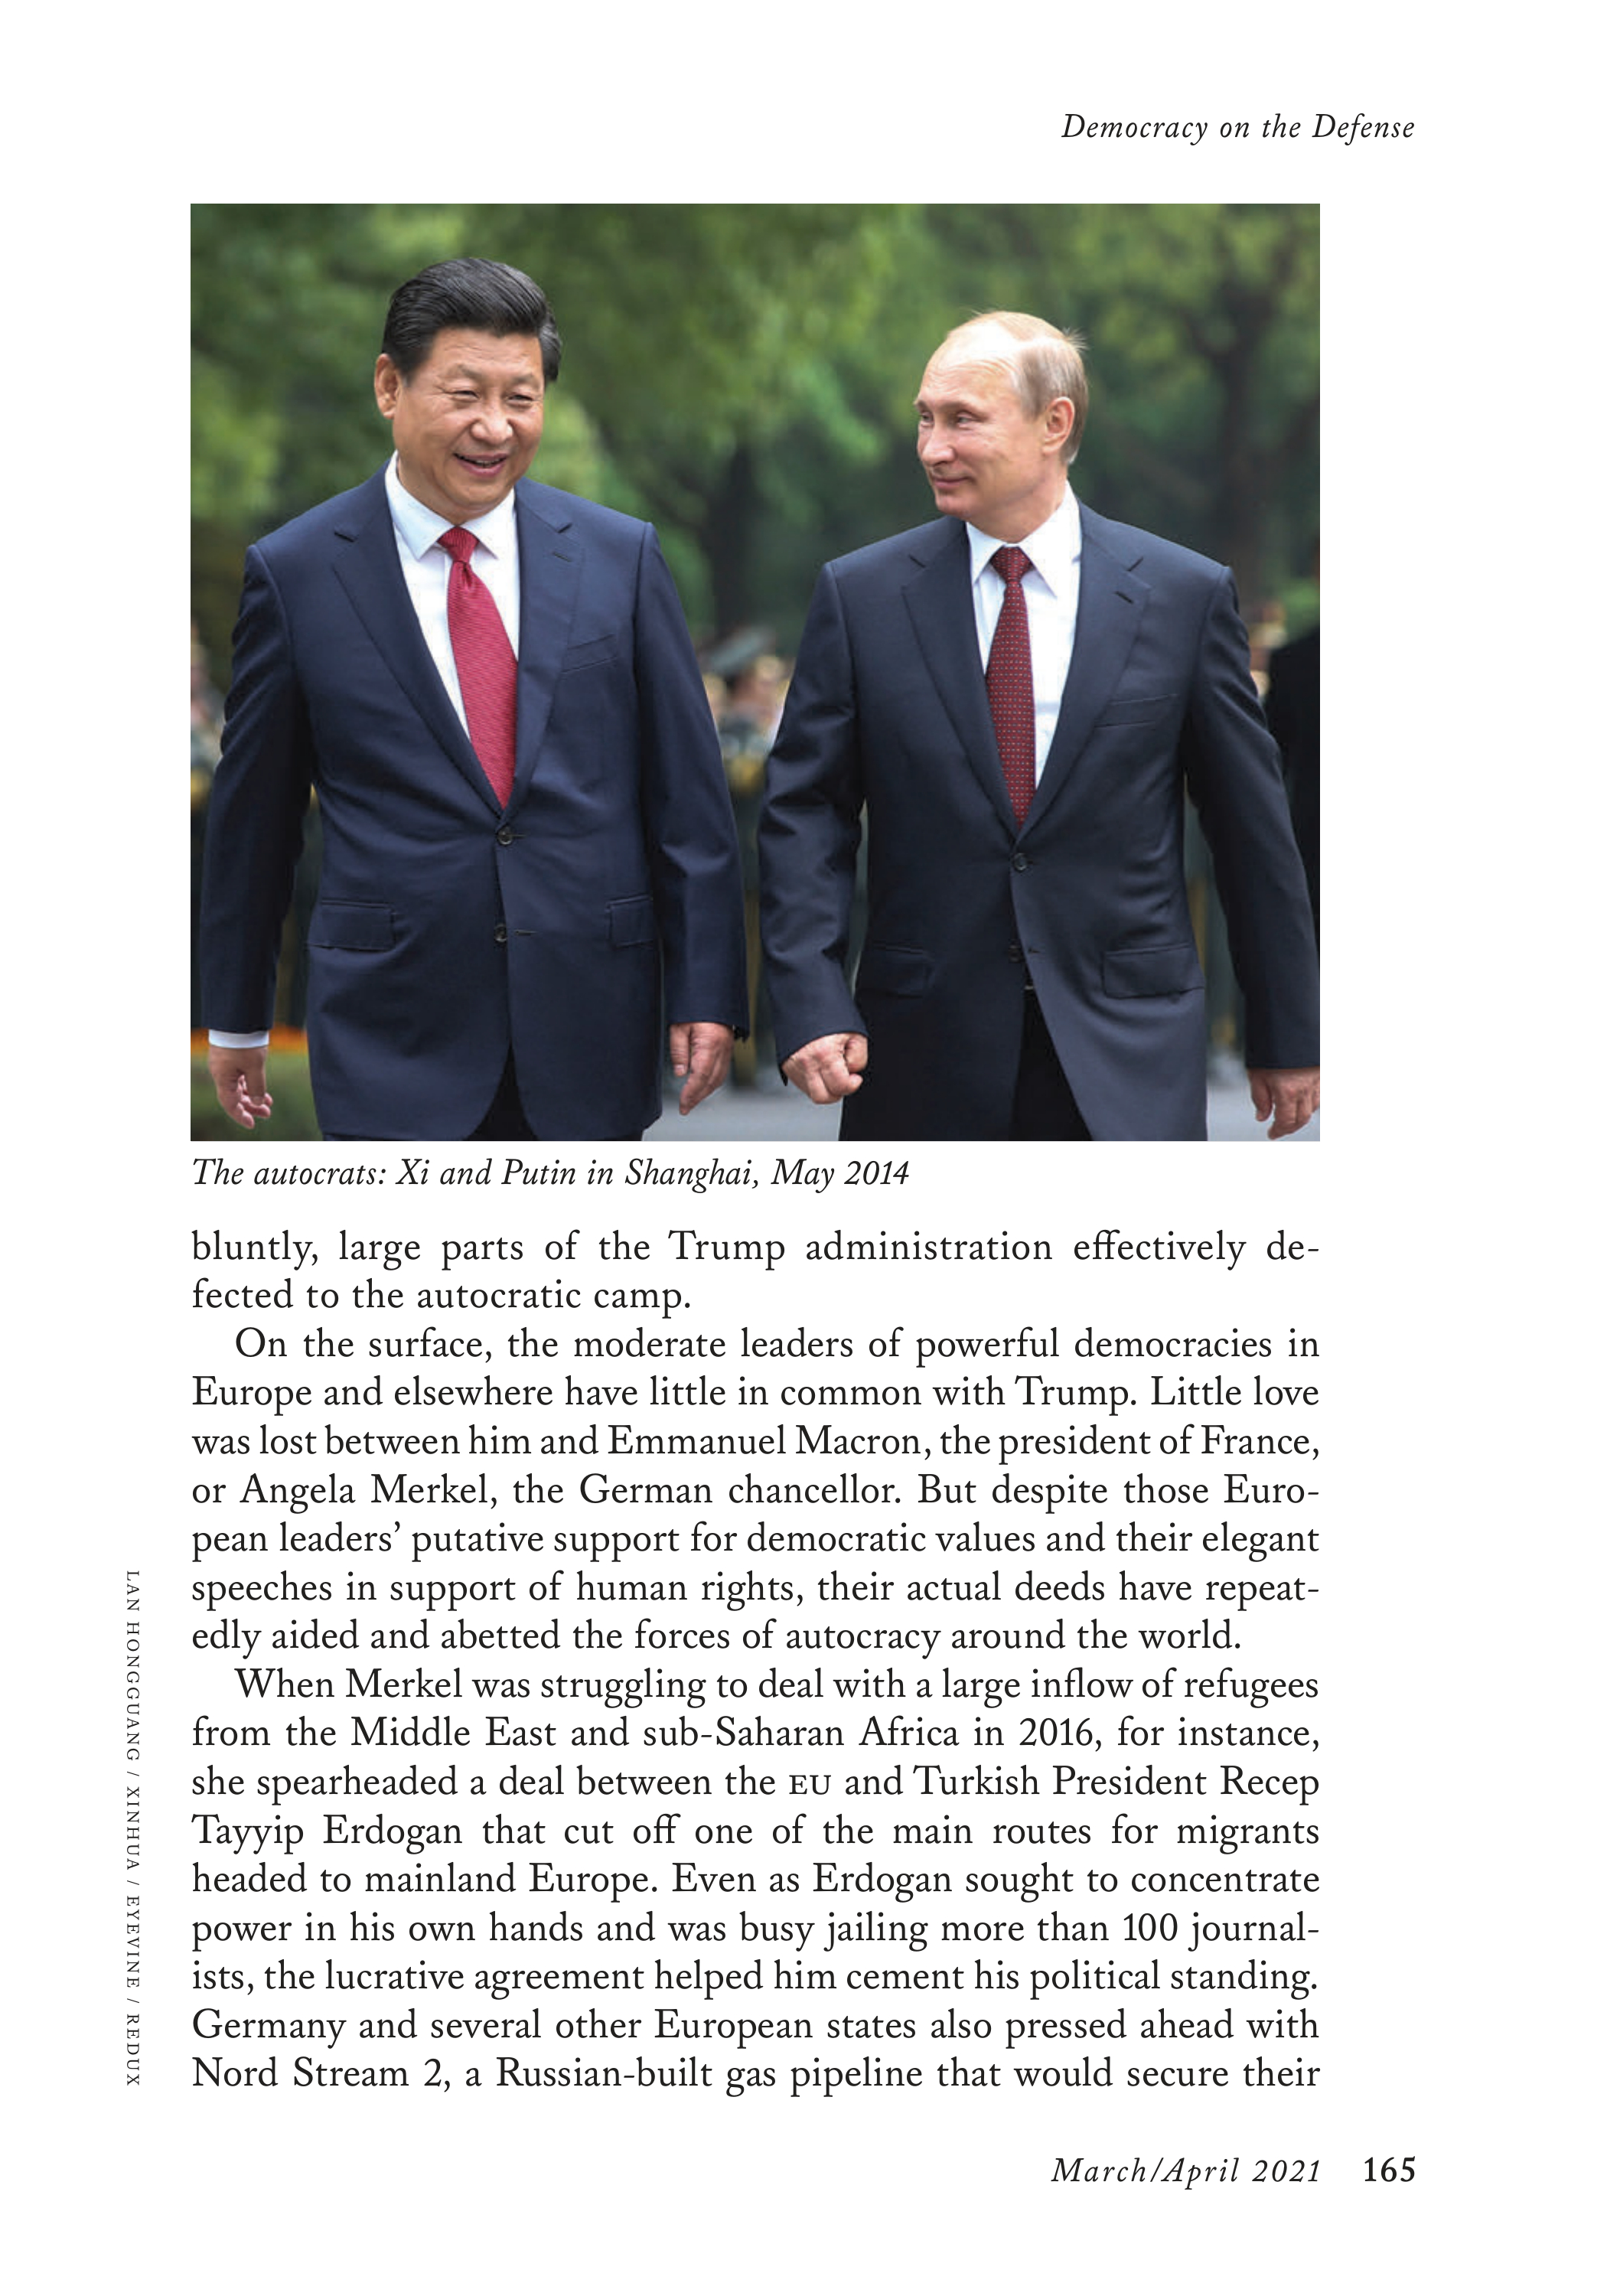 Democracy on the Defense
The autocrats: Xi and Putin in Shanghai, May 2014
bluntly, large parts of the Trump administration effectively de-
fected to the autocratic camp.
On the surface, the moderate leaders of powerful democracies in
Europe and elsewhere have little in common with Trump. Little love
was lost between him and Emmanuel Macron, the president of France,
or Angela Merkel, the German chancellor. But despite those Euro-
pean leaders’ putative support for democratic values and their elegant
speeches in support of human rights, their actual deeds have repeat-
edly aided and abetted the forces of autocracy around the world.
When Merkel was struggling to deal with a large inflow of refugees
from the Middle East and sub-Saharan Africa in 2016, for instance,
she spearheaded a deal between the EU and Turkish President Recep
Tayyip Erdogan that cut off one of the main routes for migrants
headed to mainland Europe. Even as Erdogan sought to concentrate
power in his own hands and was busy jailing more than 100 journal-
ists, the lucrative agreement helped him cement his political standing.
Germany and several other European states also pressed ahead with
Nord Stream 2, a Russian-built gas pipeline that would secure their
LAN HONGGUANG / XINHUA / EYEVINE / REDUX
March/April 2021 165